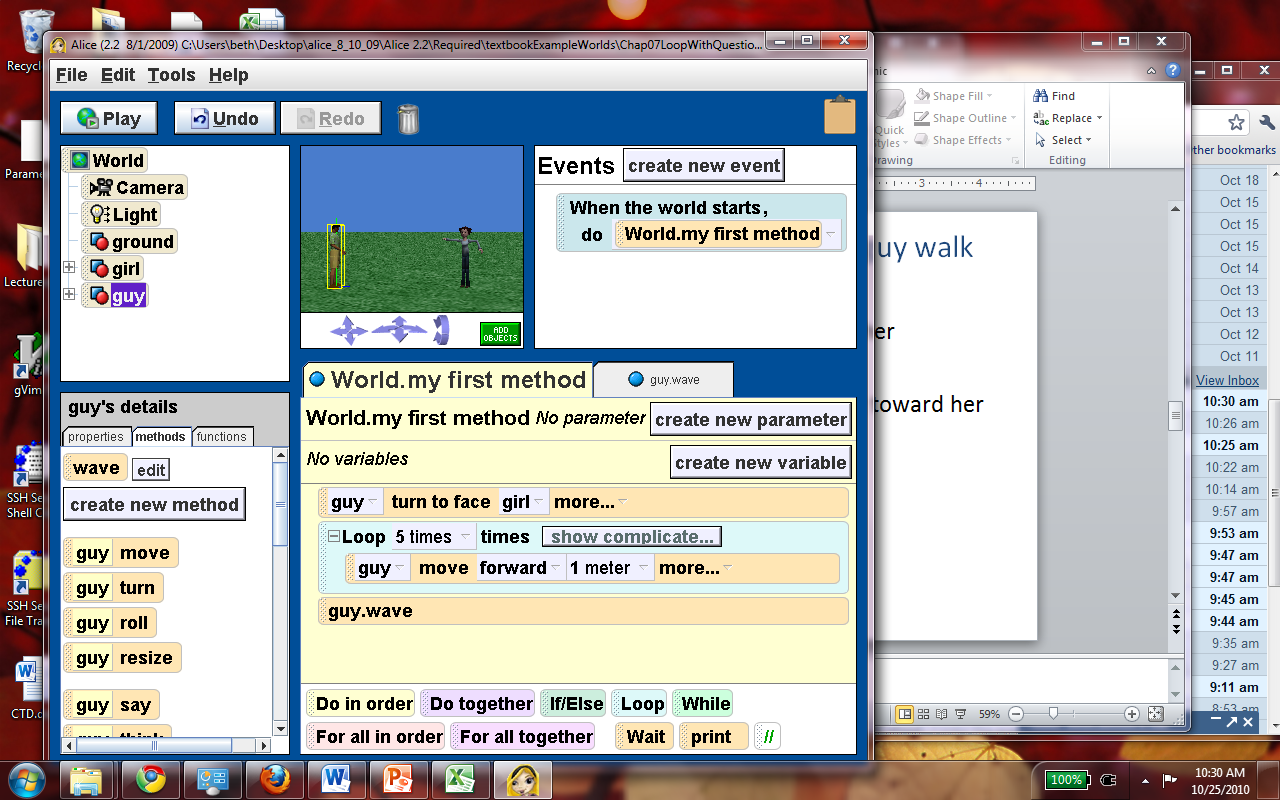 Recycl
Parame
Lecture
gVim
SSH Se
Shell C
SSH Se
File Tra
CTD.c
Alice (2.2 8/1/2009) C:\Users\beth\Desktop\alice_8_10_09\Alice 2.2\Required\textbookExampleWorlds\Chap07LoopWithQuestio...
File Edit Tools Help
Play Undo Redo
World
Camera
Light
ground
girl
guy
ADD
OBJECTS
Events create new event
When the world starts,
do World.my first method
guy's details
properties methods functions
wave edit
create new method
guy move
guy turn
guy roll
guy resize
guy say
guy think
World.my first method guy.wave
World.my first method No parameter create new parameter
No variables create new variable
guy turn to face girl more...
Loop 5 times times show complicate...
guy move forward 1 meter more...
guy.wave
Do in order Do together If/Else Loop While
For all in order For all together Wait print //
nic
Quick
Styles
Shape Fill
Shape Outline
Shape Effects
rawing
Find
Replace
Select
Editing
3 4
uy walk
er
toward her
59%
ther bookmarks
Oct 18
Oct 15
Oct 15
Oct 15
Oct 14
Oct 13
Oct 13
Oct 12
Oct 11
View Inbox
10:30 am
10:26 am
10:25 am
10:22 am
10:14 am
9:57 am
9:53 am
9:47 am
9:47 am
9:45 am
9:44 am
9:35 am
9:27 am
9:11 am
8:53 am
100%
10:30 AM
10/25/2010